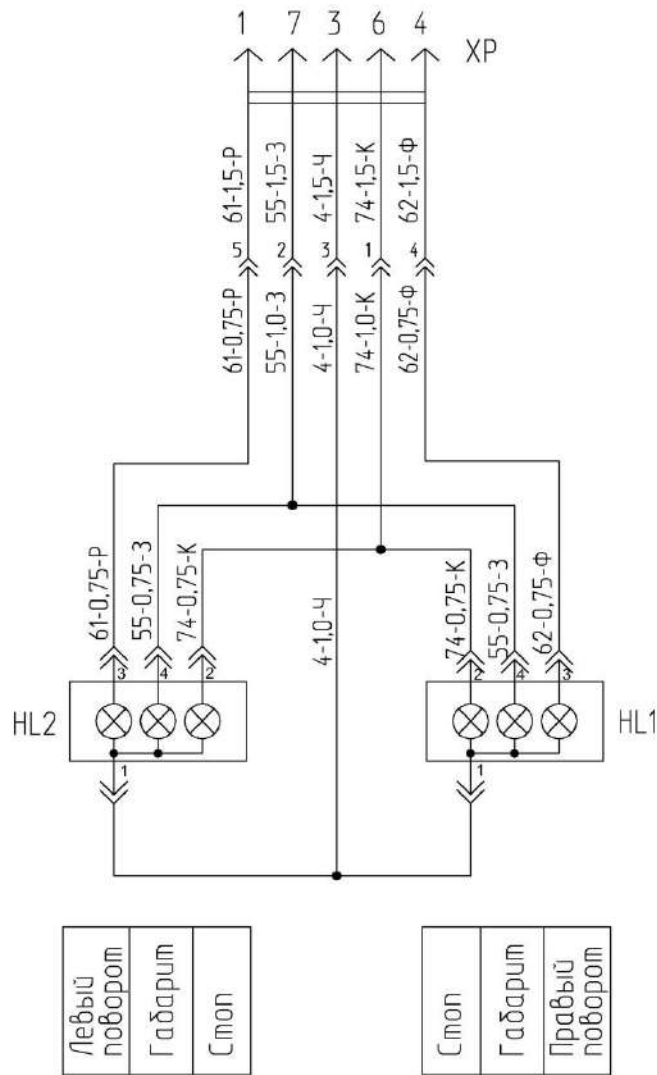 1 7 3 6 4
XP
61-1,5-Р
55-1,5-З
4-1,5-Ч
74-1,5-К
62-1,5-Ф
5 2 3 1 4
61-0,75-Р
55-1,0-З
4-1,0-Ч
74-1,0-К
62-0,75-Ф
61-0,75-Р
55-0,75-З
74-0,75-К
4-1,0-Ч
74-0,75-К
55-0,75-З
62-0,75-Ф
3 4 2
2 4 3
HL2
HL1
1
1
Левый
поворот
Габарит
Стоп
Стоп
Габарит
Правый
поворот